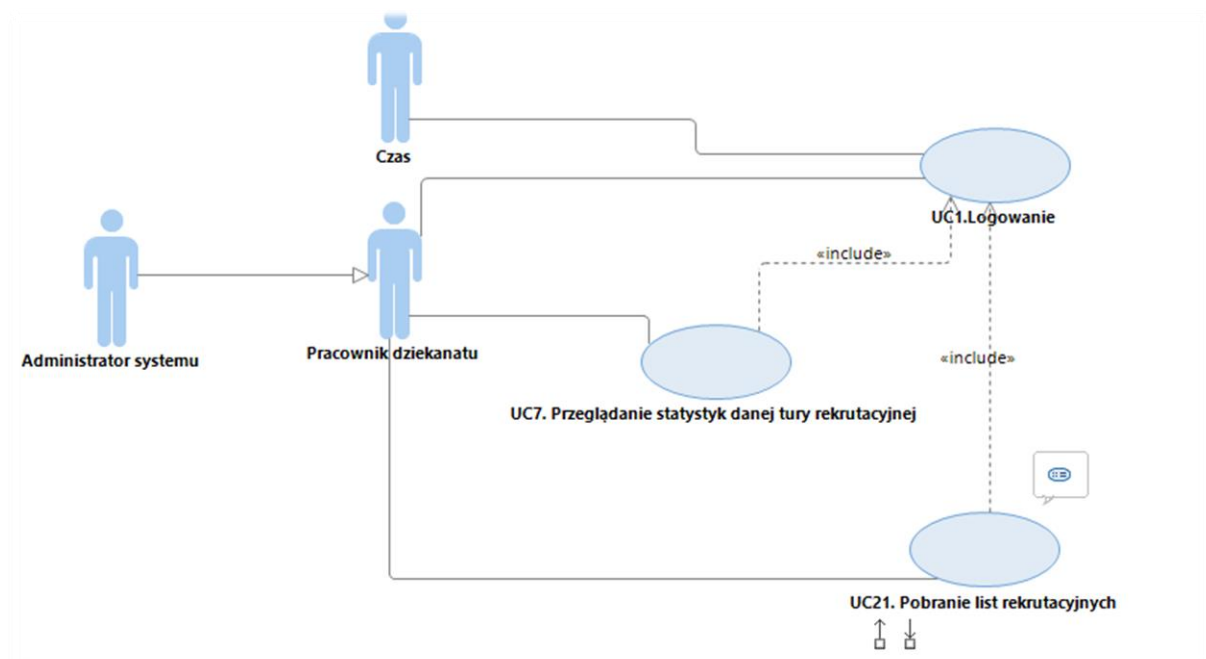 Czas
UC1.Logowanie
«include»
Administrator systemu
Pracownik dziekanatu
«include»
UC7. Przeglądanie statystyk danej tury rekrutacyjnej
UC21. Pobranie list rekrutacyjnych